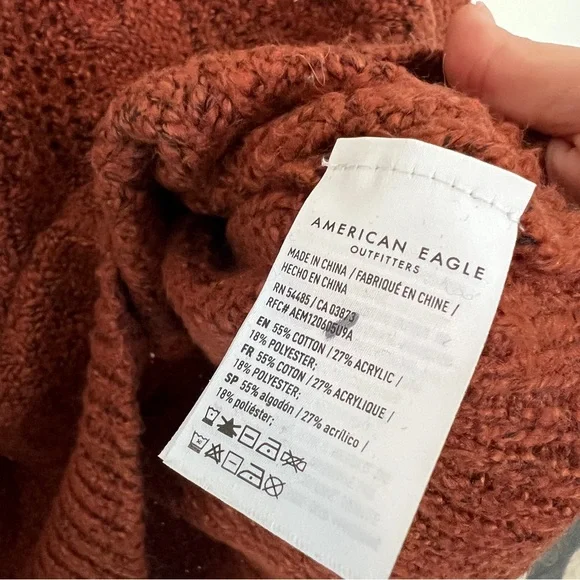 AMERICAN EAGLE
OUTFITTERS
MADE IN CHINA / FABRIQUÉ EN CHINE /
HECHO EN CHINA
RN 54485 / CA 03873
RFC# AEM120605U9A
EN 55% COTTON / 27% ACRYLIC /
18% POLYESTER;
FR 55% COTON / 27% ACRYLIQUE /
18% POLYESTER;
SP 55% algodón / 27% acrílico /
18% poliéster;